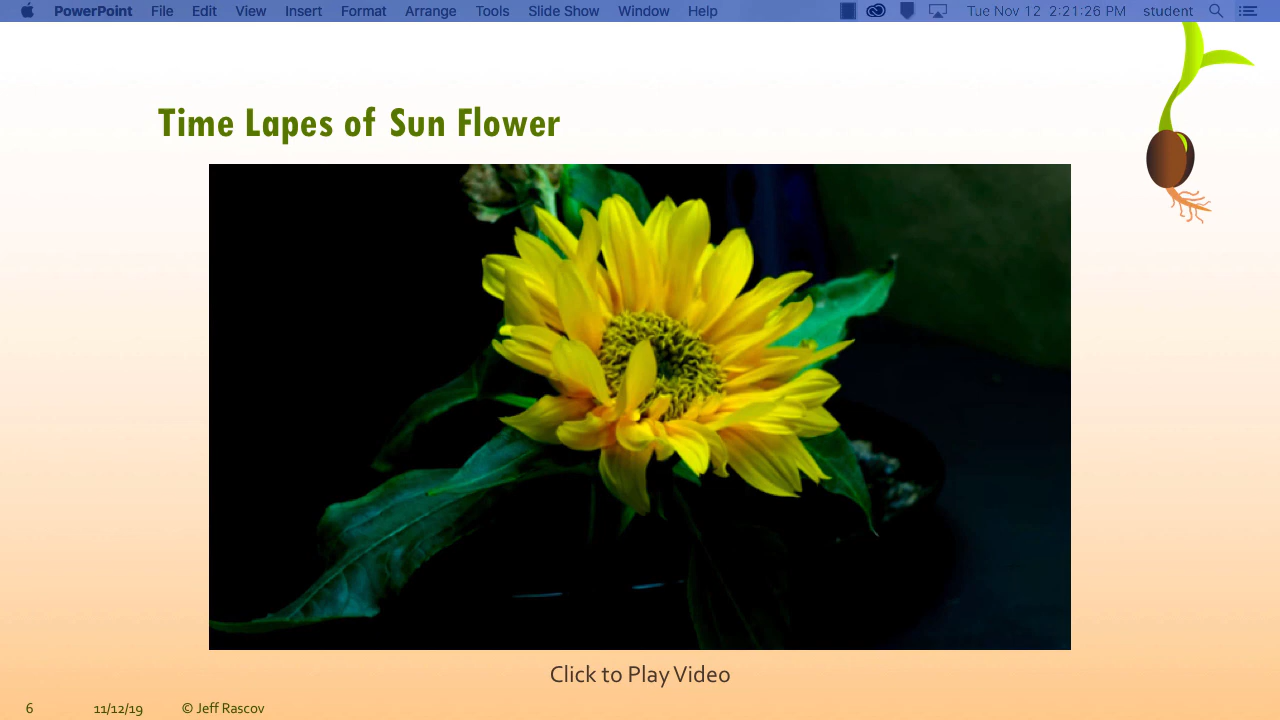 PowerPoint File Edit View Insert Format Arrange Tools Slide Show Window Help Tue Nov 12 2:21:26 PM student
Time Lapes of Sun Flower
Click to Play Video
6 11/12/19 © Jeff Rascov